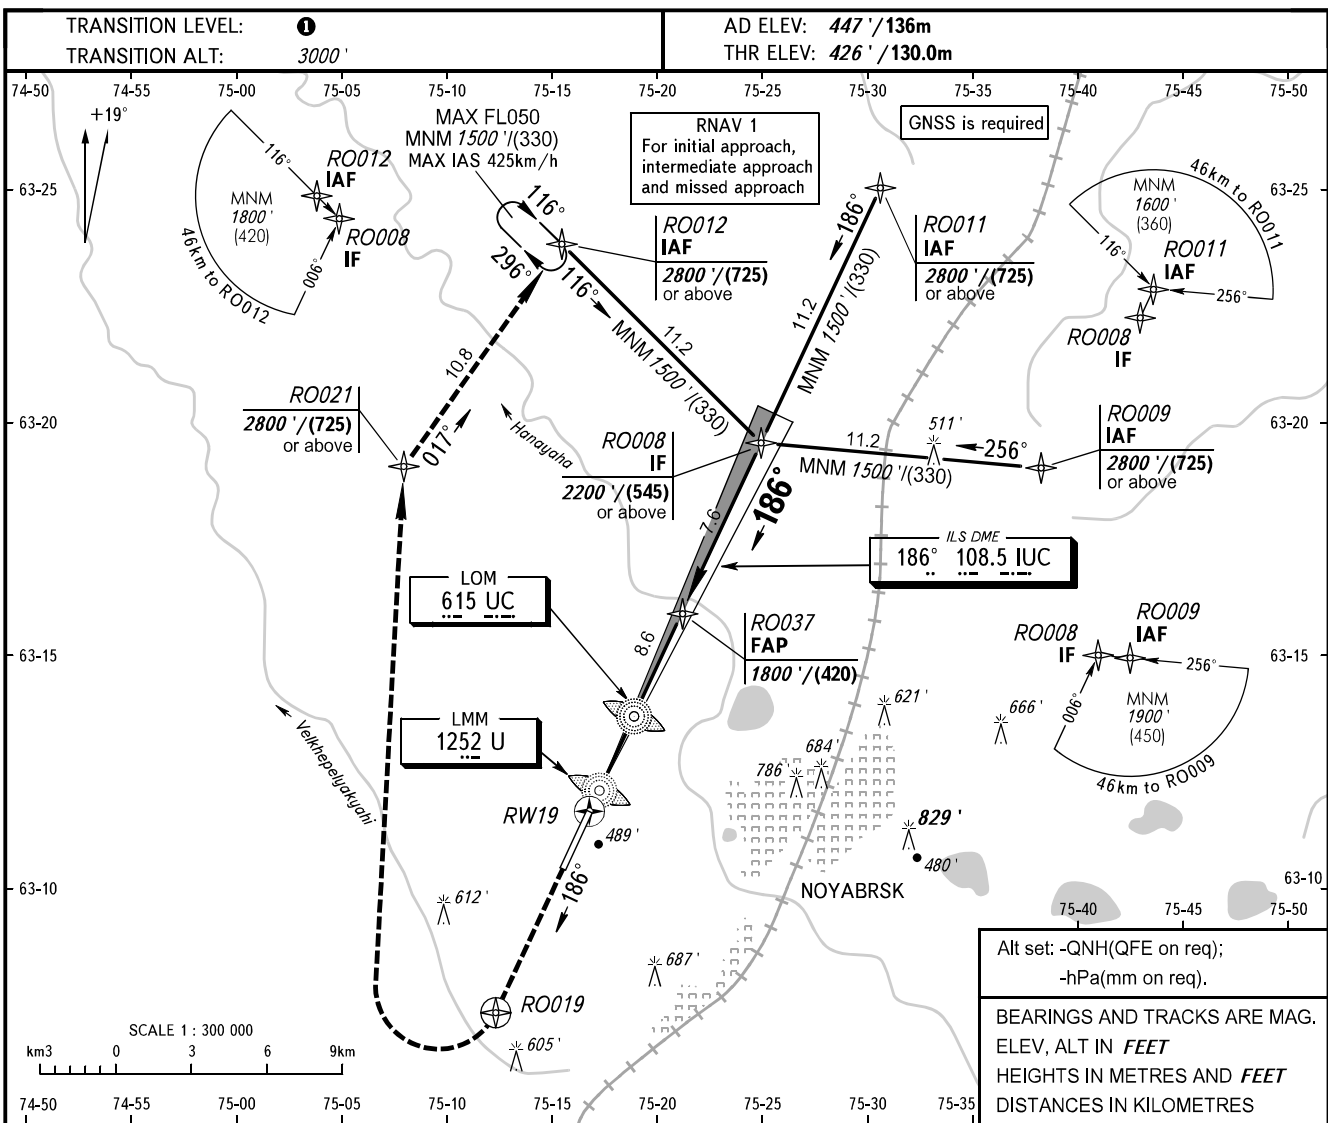 TRANSITION LEVEL: ❶
TRANSITION ALT: 3000 '
AD ELEV: 447 '/136m
THR ELEV: 426 '/130.0m
74-50 74-55 75-00 75-05 75-10 75-15 75-20 75-25 75-30 75-35 75-40 75-45 75-50
+19°
MAX FL050
MNM 1500 '/(330)
MAX IAS 425km/h
RNAV 1
For initial approach,
intermediate approach
and missed approach
GNSS is required
116°
RO012
IAF
MNM
1800 '
(420)
RO008
IF
006°
46km to RO012
63-25
116°
296°
116°
RO012
IAF
2800 '/(725)
or above
186°
RO011
IAF
2800 '/(725)
or above
46km to RO011
MNM
1600 '
(360)
116°
RO011
IAF
256°
RO008
IF
63-25
11.2
MNM 1500 '/(330)
11.2
MNM 1500 '/(330)
10.8
017°
RO021
2800 '/(725)
or above
63-20
Hanayaha
RO008
IF
2200 '/(545)
or above
511 '
11.2
256°
MNM 1500 '/(330)
RO009
IAF
2800 '/(725)
or above
63-20
186°
7.6
ILS DME
186° 108.5 IUC
LOM
615 UC
8.6
RO037
FAP
1800 '/(420)
63-15
RO008
IF
RO009
IAF
256°
006°
MNM
1900 '
(450)
46km to RO009
63-15
LMM
1252 U
Velkhepelyakyahi
621 '
666 '
684 '
786 '
829 '
480 '
RW19
489 '
186°
612 '
63-10
NOYABRSK
63-10
75-40 75-45 75-50
687 '
RO019
605 '
SCALE 1 : 300 000
km3 0 3 6 9km
Alt set: -QNH(QFE on req);
-hPa(mm on req).
BEARINGS AND TRACKS ARE MAG.
ELEV, ALT IN FEET
HEIGHTS IN METRES AND FEET
DISTANCES IN KILOMETRES
74-50 74-55 75-00 75-05 75-10 75-15 75-20 75-25 75-30 75-35